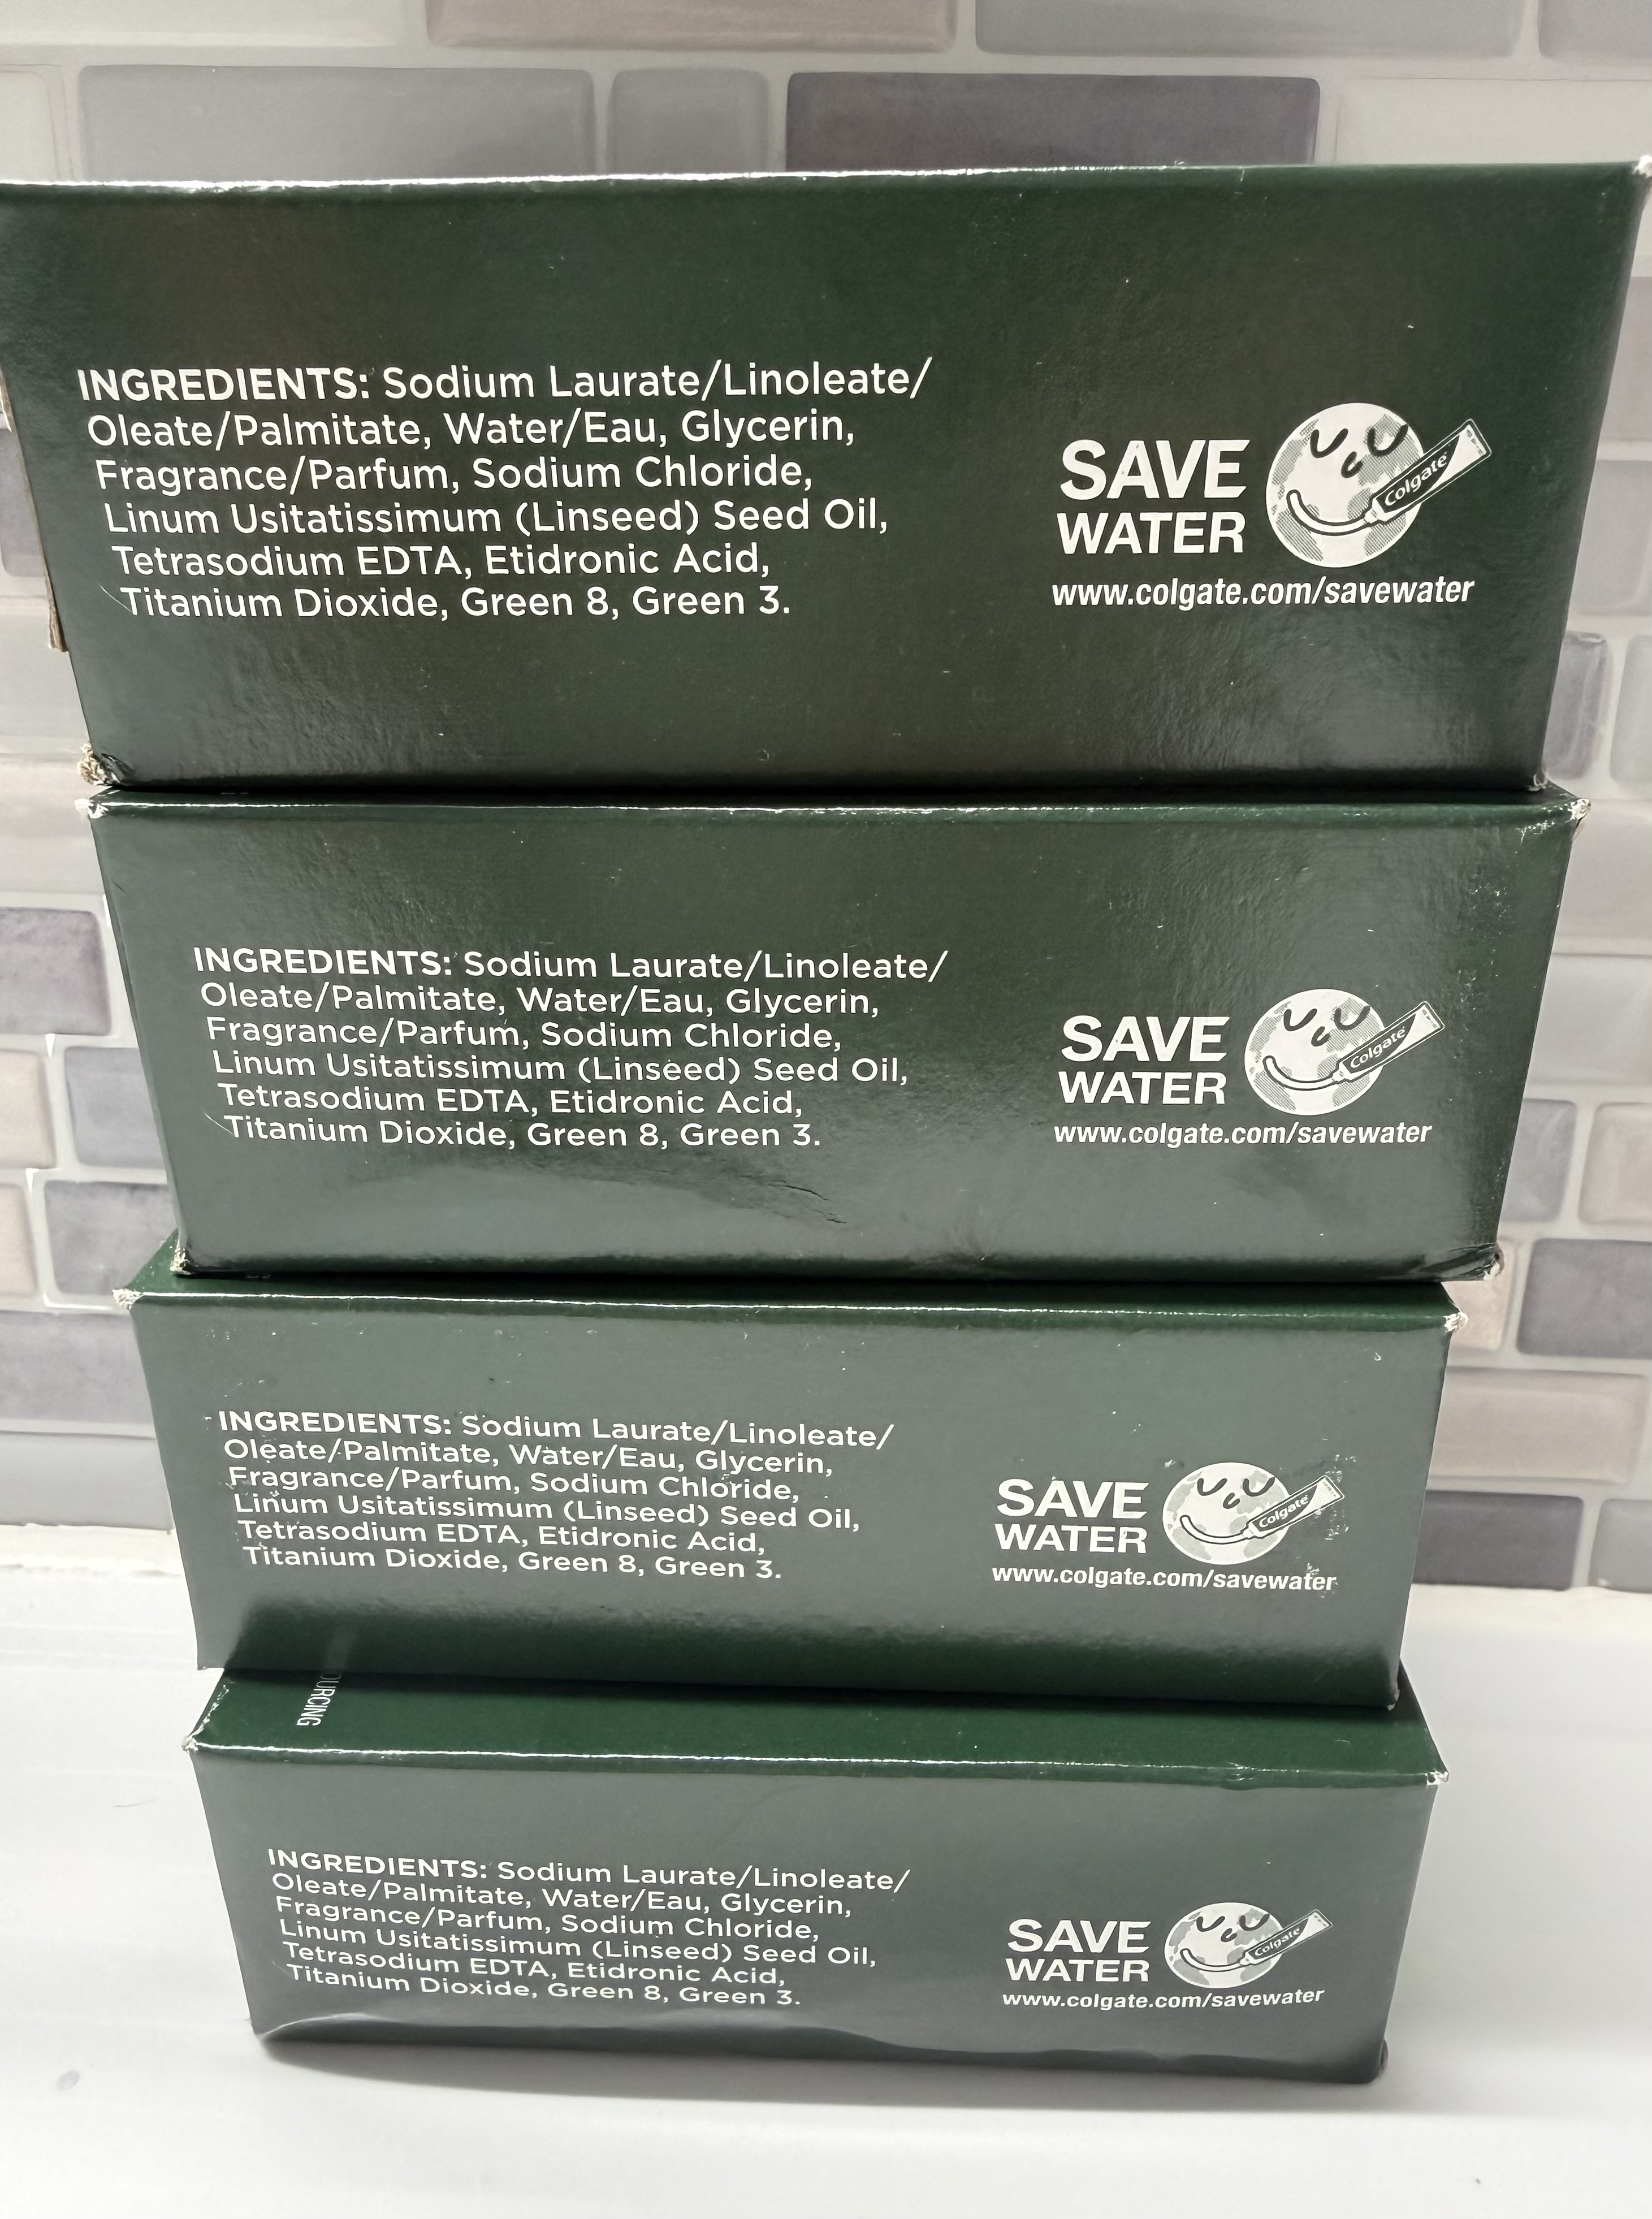 INGREDIENTS: Sodium Laurate/Linoleate/
Oleate/Palmitate, Water/Eau, Glycerin,
Fragrance/Parfum, Sodium Chloride,
Linum Usitatissimum (Linseed) Seed Oil,
Tetrasodium EDTA, Etidronic Acid,
Titanium Dioxide, Green 8, Green 3.
SAVE
WATER
Colgate
www.colgate.com/savewater
INGREDIENTS: Sodium Laurate/Linoleate/
Oleate/Palmitate, Water/Eau, Glycerin,
Fragrance/Parfum, Sodium Chloride,
Linum Usitatissimum (Linseed) Seed Oil,
Tetrasodium EDTA, Etidronic Acid,
Titanium Dioxide, Green 8, Green 3.
SAVE
WATER
Colgate
www.colgate.com/savewater
INGREDIENTS: Sodium Laurate/Linoleate/
Oleate/Palmitate, Water/Eau, Glycerin,
Fragrance/Parfum, Sodium Chloride,
Linum Usitatissimum (Linseed) Seed Oil,
Tetrasodium EDTA, Etidronic Acid,
Titanium Dioxide, Green 8, Green 3.
SAVE
WATER
Colgate
www.colgate.com/savewater
INGREDIENTS: Sodium Laurate/Linoleate/
Oleate/Palmitate, Water/Eau, Glycerin,
Fragrance/Parfum, Sodium Chloride,
Linum Usitatissimum (Linseed) Seed Oil,
Tetrasodium EDTA, Etidronic Acid,
Titanium Dioxide, Green 8, Green 3.
SAVE
WATER
Colgate
www.colgate.com/savewater